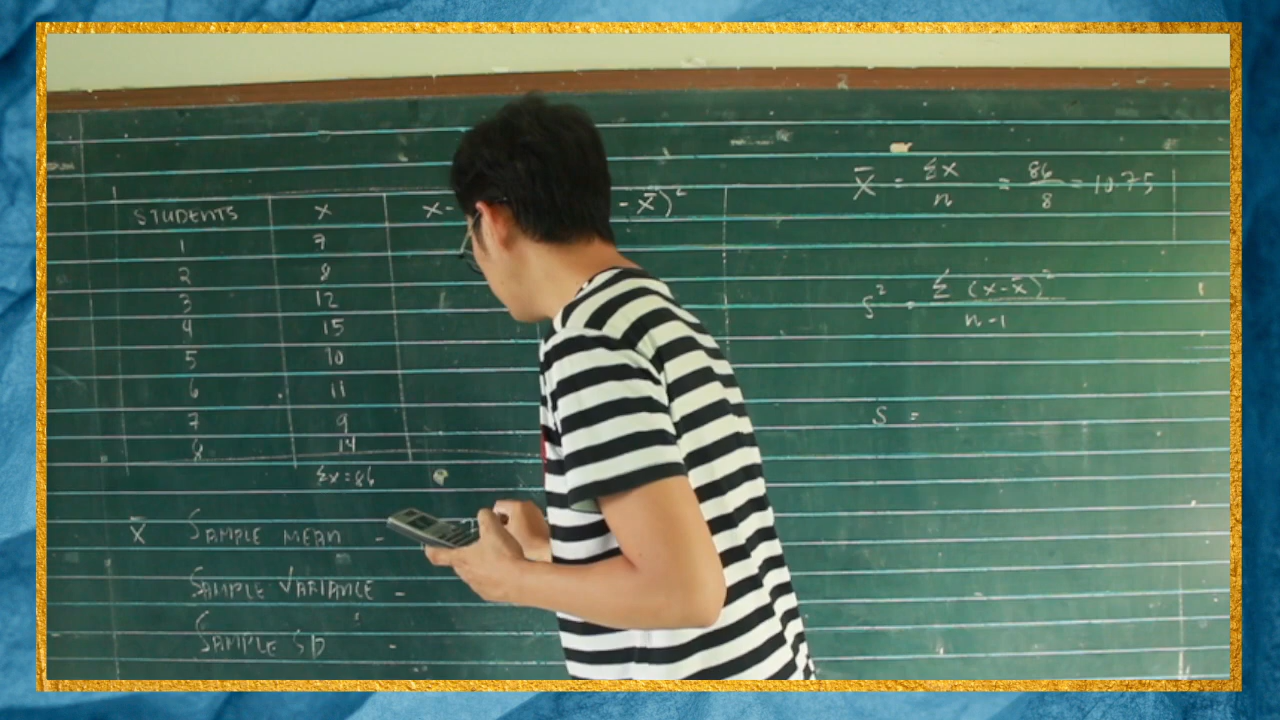 STUDENTS X X- - X̄)²
1 7
2 8
3 12
4 15
5 10
6 11
7 9
8 14
Σx=86
X̄ SAMPLE MEAN -
SAMPLE VARIANCE -
SAMPLE SD -
X̄ = Σx/n = 86/8 = 10.75
S² = Σ (x-x̄)²/n-1
S =